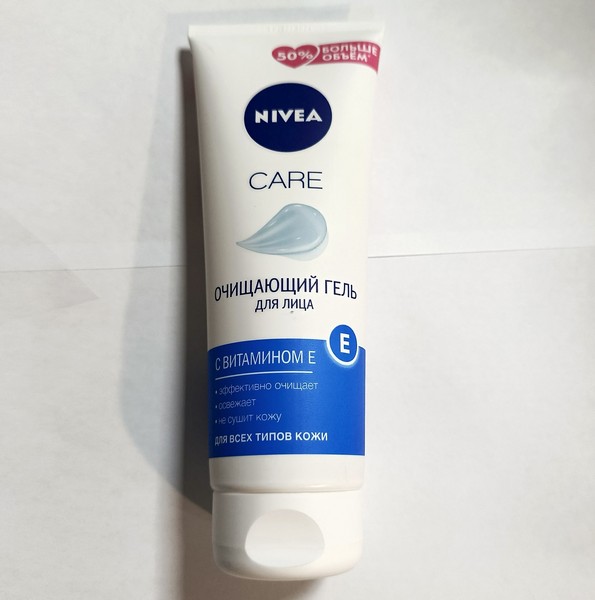 50% БОЛЬШЕ
ОБЪЁМ*
NIVEA
CARE
ОЧИЩАЮЩИЙ ГЕЛЬ
ДЛЯ ЛИЦА
E
С ВИТАМИНОМ Е
• эффективно очищает
• освежает
• не сушит кожу
ДЛЯ ВСЕХ ТИПОВ КОЖИ